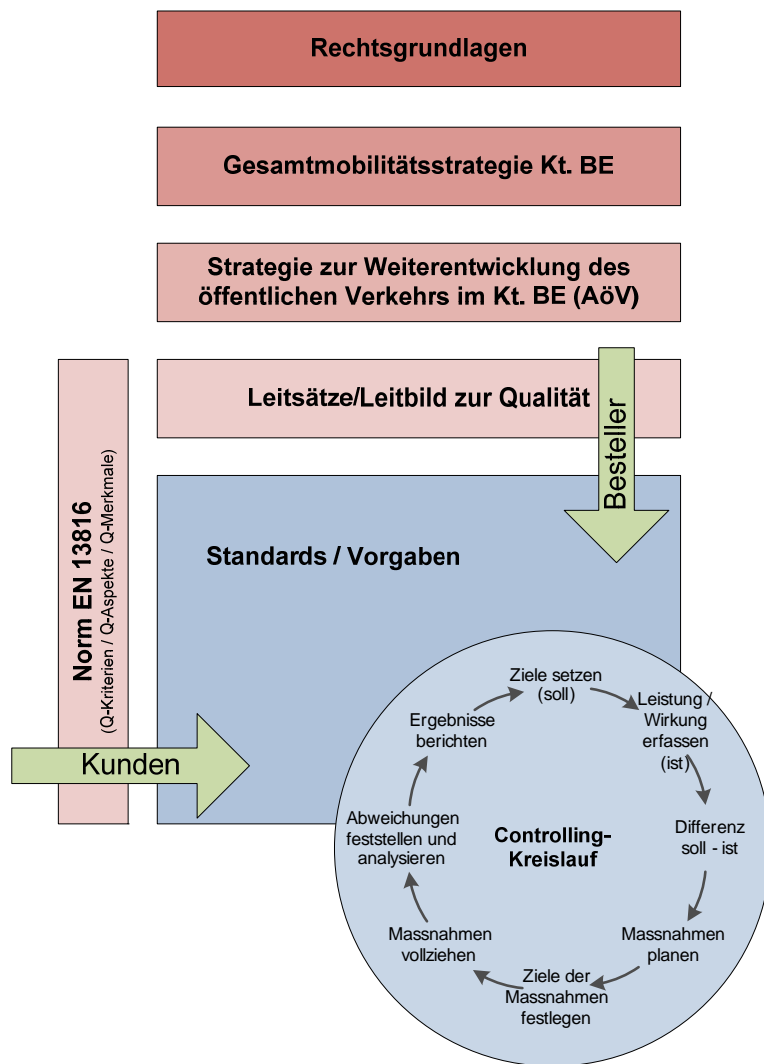 Rechtsgrundlagen
Gesamtmobilitätsstrategie Kt. BE
Strategie zur Weiterentwicklung des
öffentlichen Verkehrs im Kt. BE (AöV)
Leitsätze/Leitbild zur Qualität
Besteller
Norm EN 13816
(Q-Kriterien / Q-Aspekte / Q-Merkmale)
Standards / Vorgaben
Kunden
Controlling-
Kreislauf
Ziele setzen
(soll)
Leistung /
Wirkung
erfassen
(ist)
Differenz
soll - ist
Massnahmen
planen
Ziele der
Massnahmen
festlegen
Massnahmen
vollziehen
Abweichungen
feststellen und
analysieren
Ergebnisse
berichten